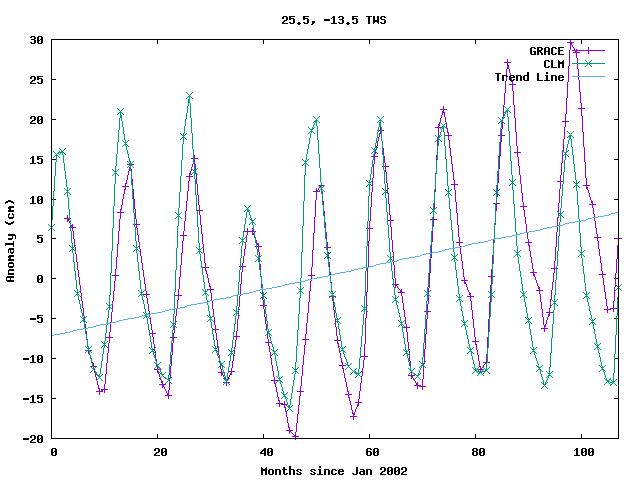 25.5, -13.5 TWS
GRACE
CLM
Trend Line
30
25
20
15
10
5
0
-5
-10
-15
-20
Anomaly (cm)
0 20 40 60 80 100
Months since Jan 2002